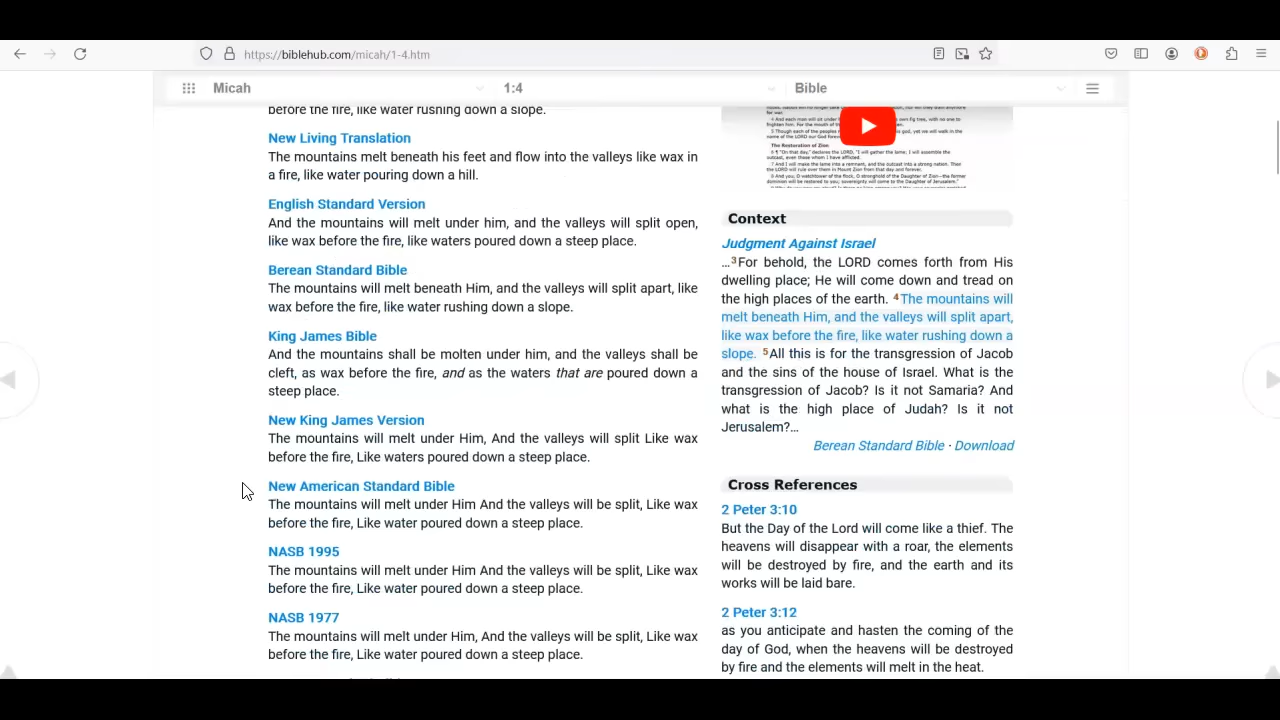 https://biblehub.com/micah/1-4.htm
Micah
1:4
Bible
before the fire, like water rushing down a slope.
New Living Translation
The mountains melt beneath his feet and flow into the valleys like wax in
a fire, like water pouring down a hill.
English Standard Version
And the mountains will melt under him, and the valleys will split open,
like wax before the fire, like waters poured down a steep place.
Berean Standard Bible
The mountains will melt beneath Him, and the valleys will split apart, like
wax before the fire, like water rushing down a slope.
King James Bible
And the mountains shall be molten under him, and the valleys shall be
cleft, as wax before the fire, and as the waters that are poured down a
steep place.
New King James Version
The mountains will melt under Him, And the valleys will split Like wax
before the fire, Like waters poured down a steep place.
New American Standard Bible
The mountains will melt under Him And the valleys will be split, Like wax
before the fire, Like water poured down a steep place.
NASB 1995
The mountains will melt under Him And the valleys will be split, Like wax
before the fire, Like water poured down a steep place.
NASB 1977
The mountains will melt under Him, And the valleys will be split, Like wax
before the fire, Like water poured down a steep place.
The Restoration of Zion
Context
Judgment Against Israel
…3For behold, the LORD comes forth from His
dwelling place; He will come down and tread on
the high places of the earth. 4The mountains will
melt beneath Him, and the valleys will split apart,
like wax before the fire, like water rushing down a
slope. 5All this is for the transgression of Jacob
and the sins of the house of Israel. What is the
transgression of Jacob? Is it not Samaria? And
what is the high place of Judah? Is it not
Jerusalem?…
Berean Standard Bible · Download
Cross References
2 Peter 3:10
But the Day of the Lord will come like a thief. The
heavens will disappear with a roar, the elements
will be destroyed by fire, and the earth and its
works will be laid bare.
2 Peter 3:12
as you anticipate and hasten the coming of the
day of God, when the heavens will be destroyed
by fire and the elements will melt in the heat.